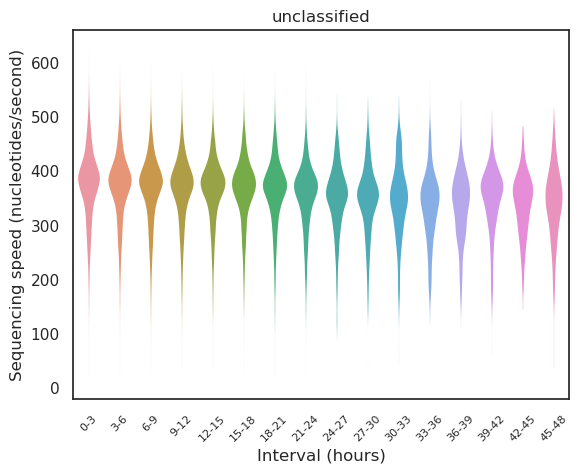 unclassified
Sequencing speed (nucleotides/second)
600
500
400
300
200
100
0
0-3 3-6 6-9 9-12 12-15 15-18 18-21 21-24 24-27 27-30 30-33 33-36 36-39 39-42 42-45 45-48
Interval (hours)